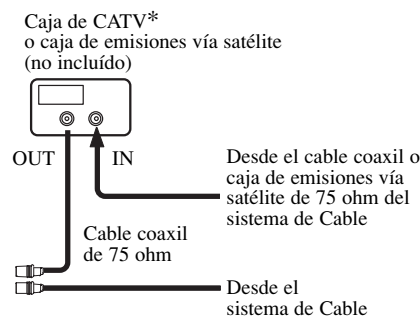 Caja de CATV*
o caja de emisiones vía satélite
(no incluído)
OUT
IN
Desde el cable coaxil o
caja de emisiones vía
satélite de 75 ohm del
sistema de Cable
Cable coaxil
de 75 ohm
Desde el
sistema de Cable